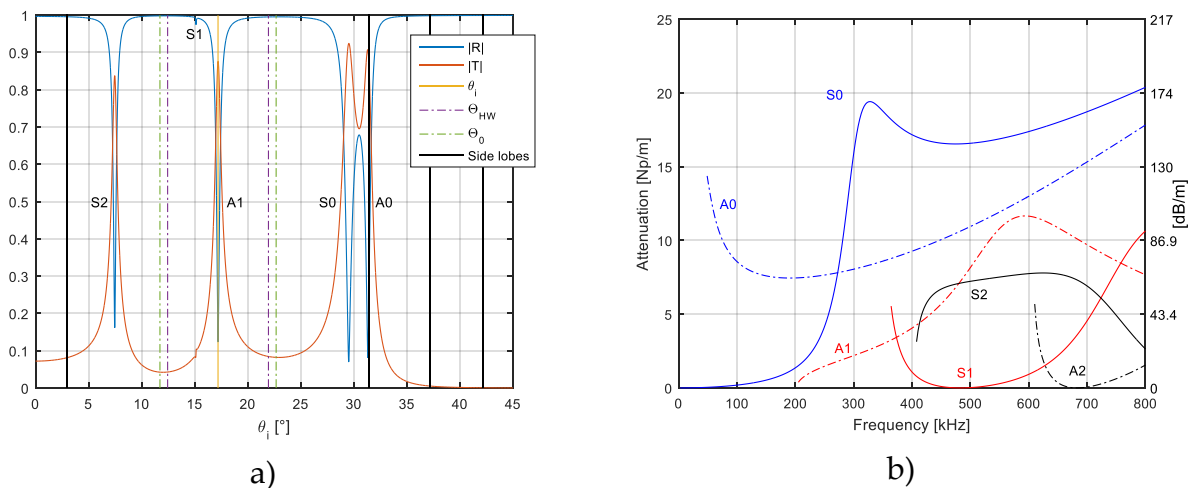 1
0.9
0.8
0.7
0.6
0.5
0.4
0.3
0.2
0.1
0
0 5 10 15 20 25 30 35 40 45
θi [°]
S1
S2
A1
S0
A0
|R|
|T|
θi
ΘHW
Θ0
Side lobes
a)
25
20
15
10
5
0
Attenuation [Np/m]
217
174
130
86.9
43.4
0
[dB/m]
S0
A0
A1
S2
S1
A2
0 100 200 300 400 500 600 700 800
Frequency [kHz]
b)